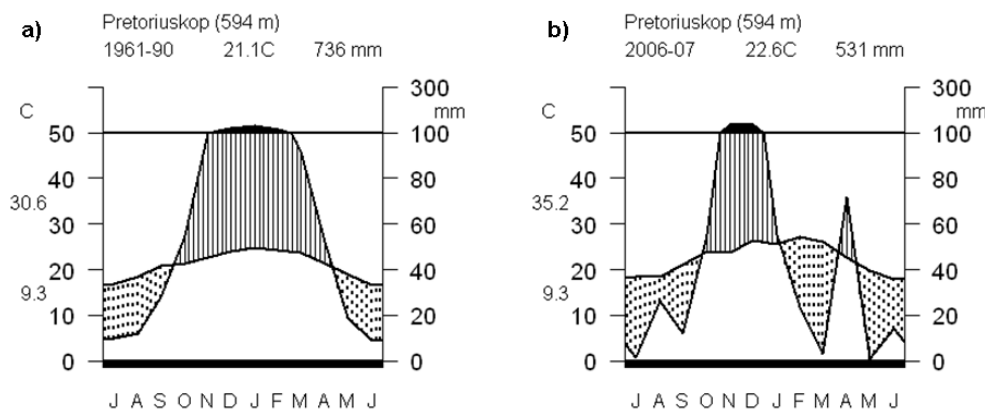 a)
Pretoriuskop (594 m)
1961-90 21.1C 736 mm
300
C mm
50 100
40 80
30.6
30 60
20 40
9.3
10 20
0 0
J A S O N D J F M A M J
b)
Pretoriuskop (594 m)
2006-07 22.6C 531 mm
300
C mm
50 100
40 80
35.2
30 60
20 40
9.3
10 20
0 0
J A S O N D J F M A M J